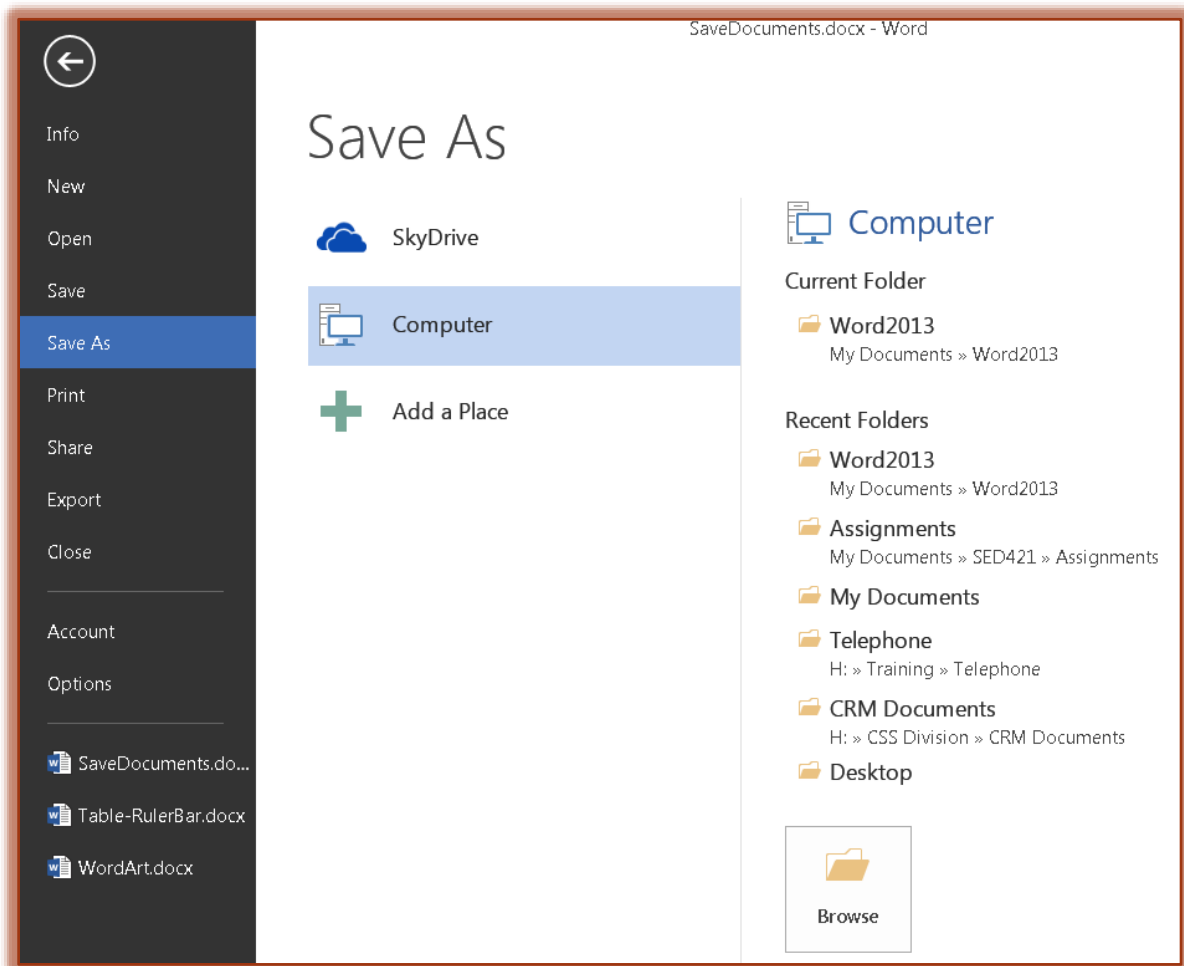 SaveDocuments.docx - Word
Info
New
Open
Save
Save As
Print
Share
Export
Close
Account
Options
SaveDocuments.do...
Table-RulerBar.docx
WordArt.docx
Save As
SkyDrive
Computer
Add a Place
Computer
Current Folder
Word2013
My Documents » Word2013
Recent Folders
Word2013
My Documents » Word2013
Assignments
My Documents » SED421 » Assignments
My Documents
Telephone
H: » Training » Telephone
CRM Documents
H: » CSS Division » CRM Documents
Desktop
Browse